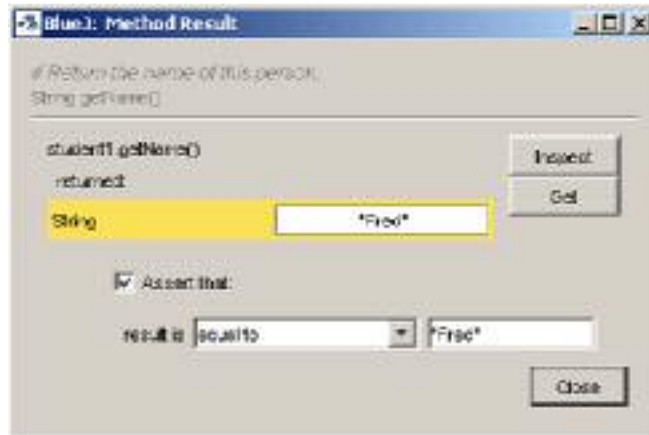 BlueJ: Method Result
// Return the name of this person.
String getName()
student1.getName()
returned:
Inspect
Get
String
"Fred"
Assert that:
result is equal to "Fred"
Close